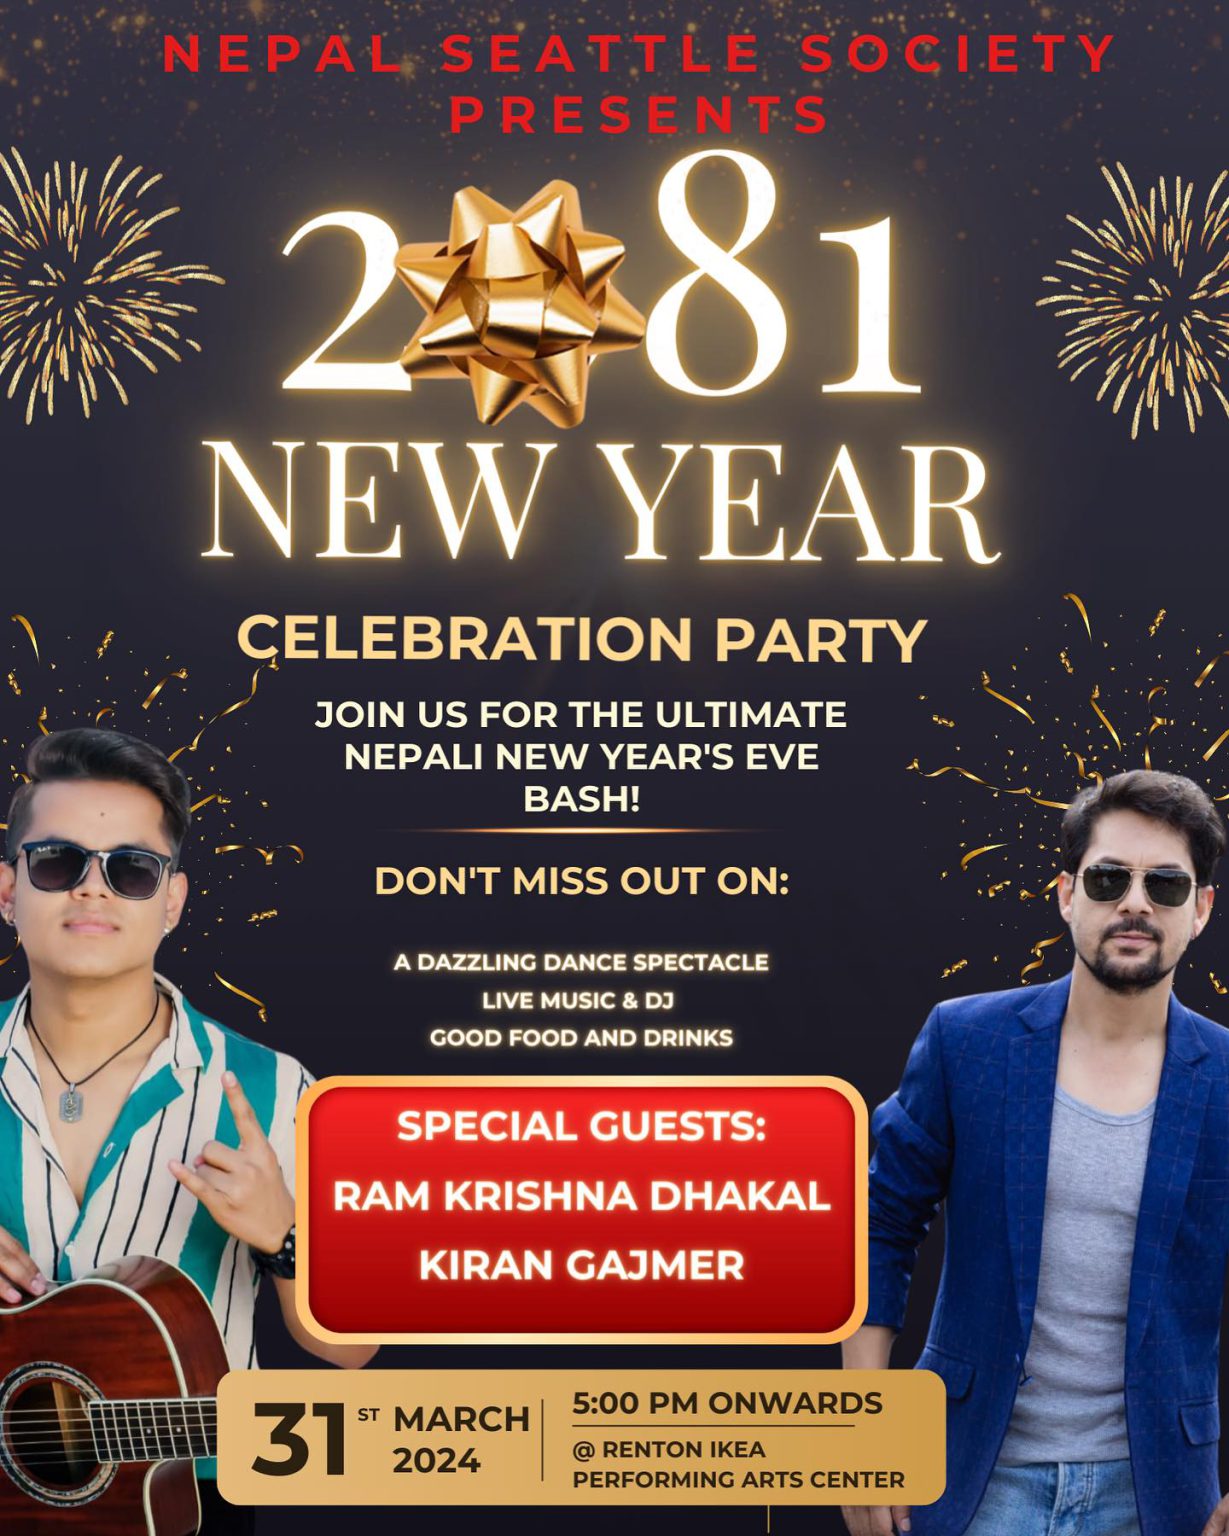 NEPAL SEATTLE SOCIETY
PRESENTS
2081
NEW YEAR
CELEBRATION PARTY
JOIN US FOR THE ULTIMATE
NEPALI NEW YEAR'S EVE
BASH!
DON'T MISS OUT ON:
A DAZZLING DANCE SPECTACLE
LIVE MUSIC & DJ
GOOD FOOD AND DRINKS
SPECIAL GUESTS:
RAM KRISHNA DHAKAL
KIRAN GAJMER
31ST MARCH
2024
5:00 PM ONWARDS
@ RENTON IKEA
PERFORMING ARTS CENTER